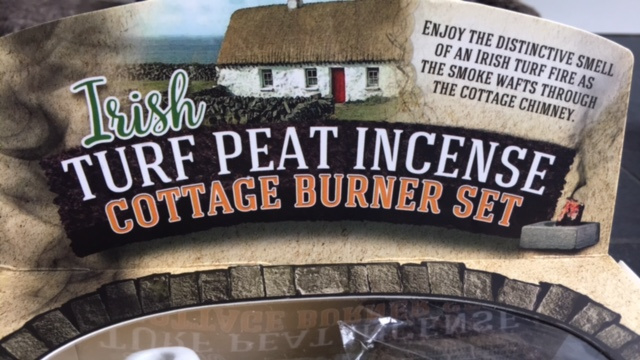 ENJOY THE DISTINCTIVE SMELL
OF AN IRISH TURF FIRE AS
THE SMOKE WAFTS THROUGH
THE COTTAGE CHIMNEY.
Irish
TURF PEAT INCENSE
COTTAGE BURNER SET